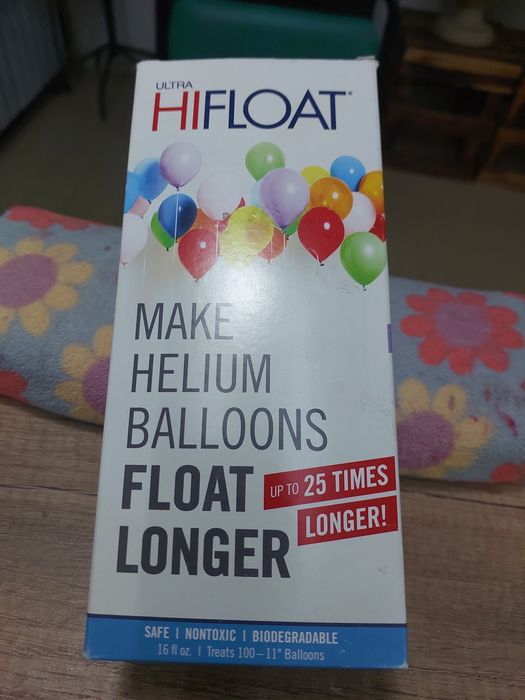 ULTRA
HIFLOAT®
MAKE
HELIUM
BALLOONS
FLOAT
LONGER
UP TO 25 TIMES
LONGER!
SAFE | NONTOXIC | BIODEGRADABLE
16 fl oz. | Treats 100 – 11" Balloons